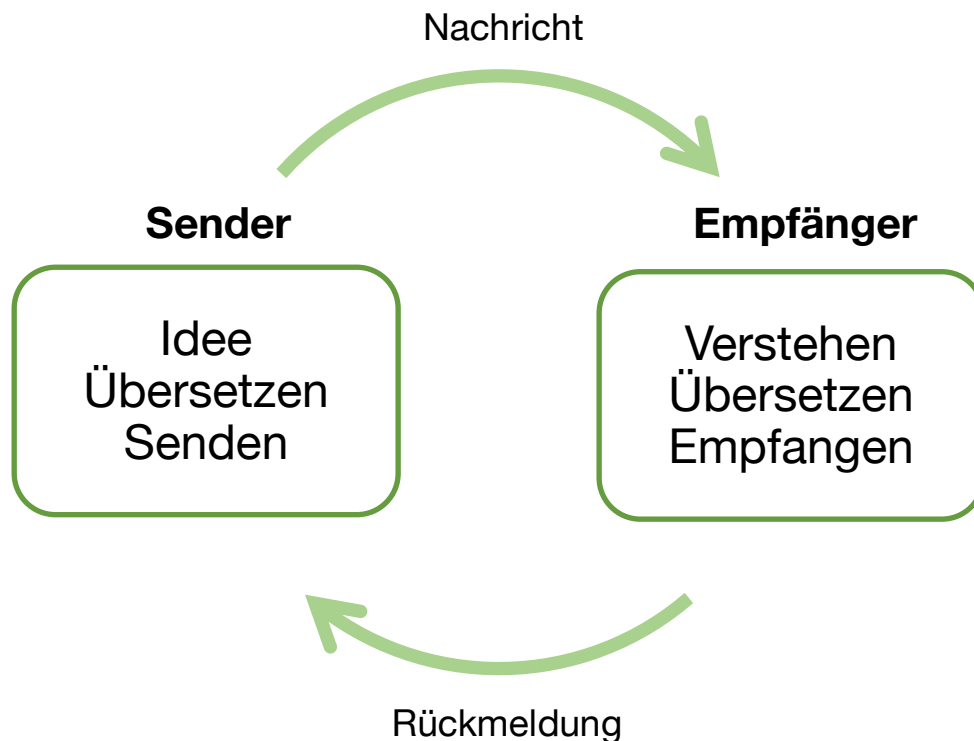 Nachricht
Sender
Empfänger
Idee
Übersetzen
Senden
Verstehen
Übersetzen
Empfangen
Rückmeldung